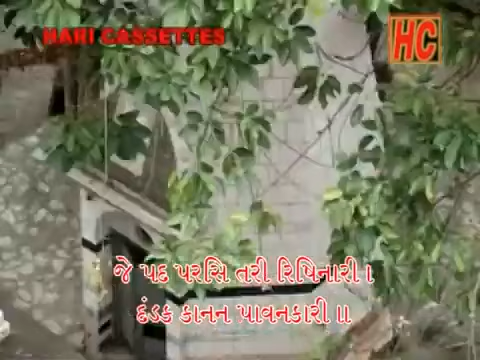 HARI CASSETTES
HC
જે પદ પરસિ તરી રિષિનારી ।
દંડક કાનન પાવનકારી ॥